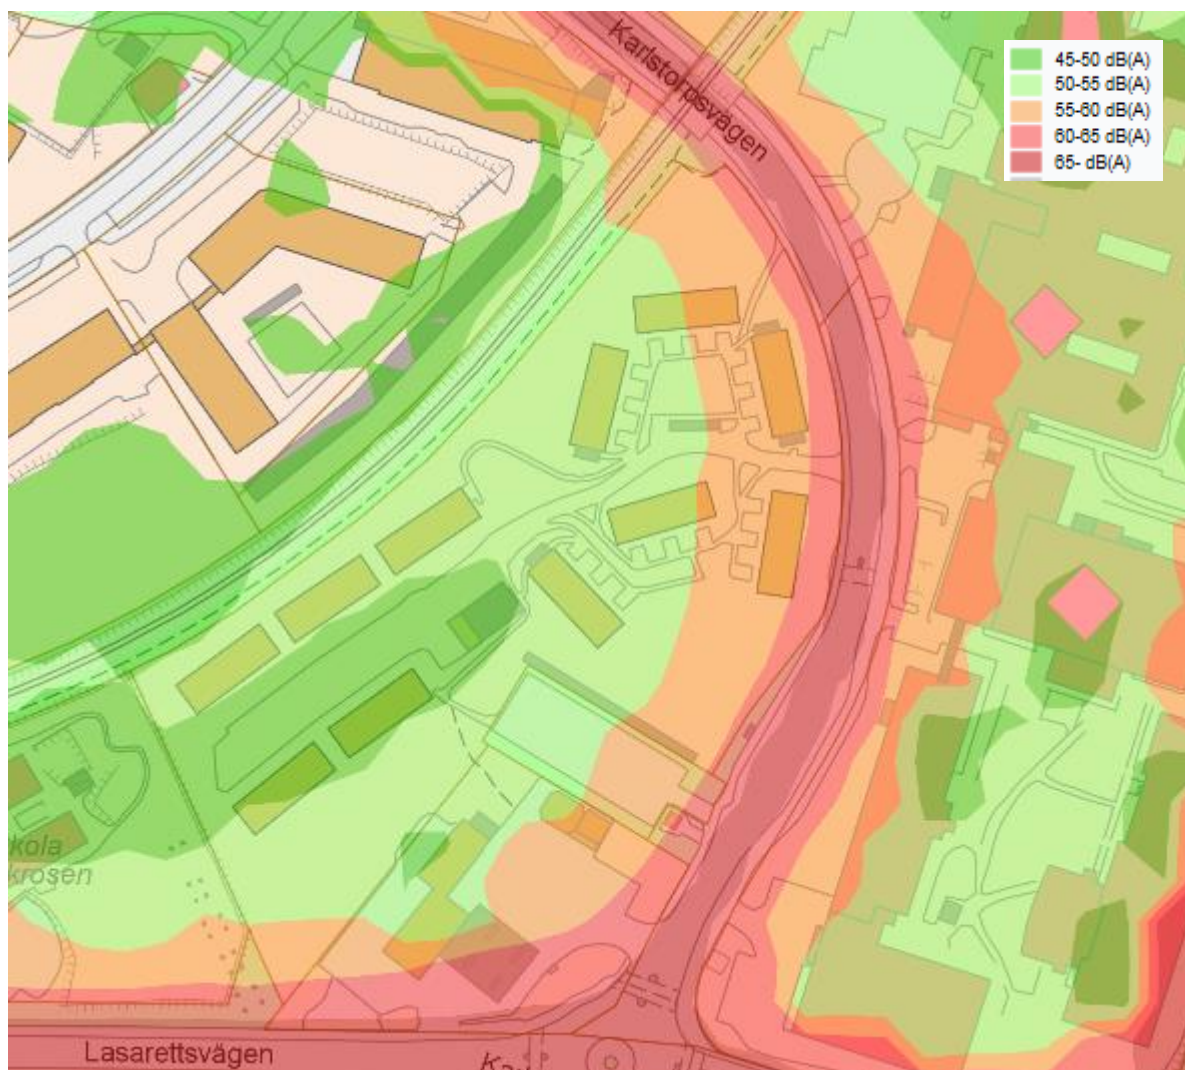 Karlstorpsvägen
45-50 dB(A)
50-55 dB(A)
55-60 dB(A)
60-65 dB(A)
65- dB(A)
kola
krosen
Lasarettsvägen